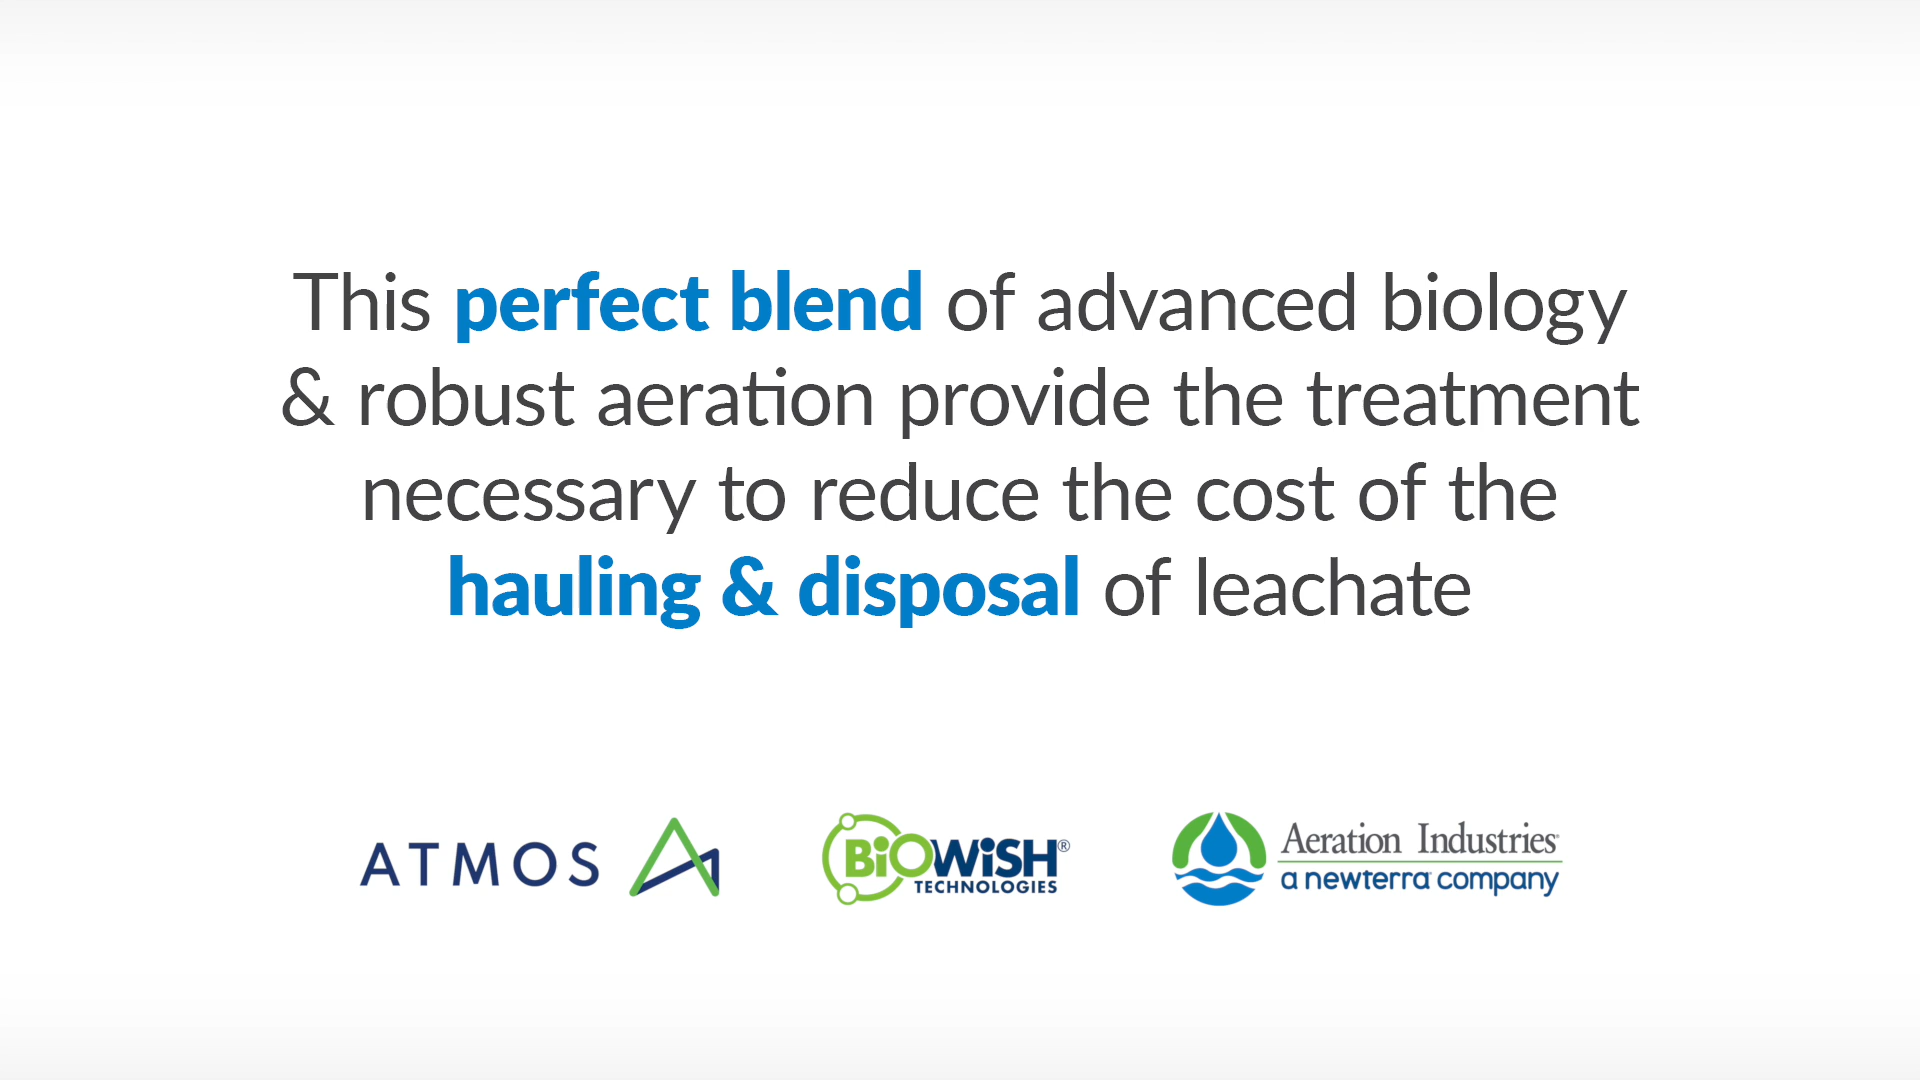 This perfect blend of advanced biology
& robust aeration provide the treatment
necessary to reduce the cost of the
hauling & disposal of leachate
ATMOS
BiOWiSH®
TECHNOLOGIES
Aeration Industries®
a newterra company